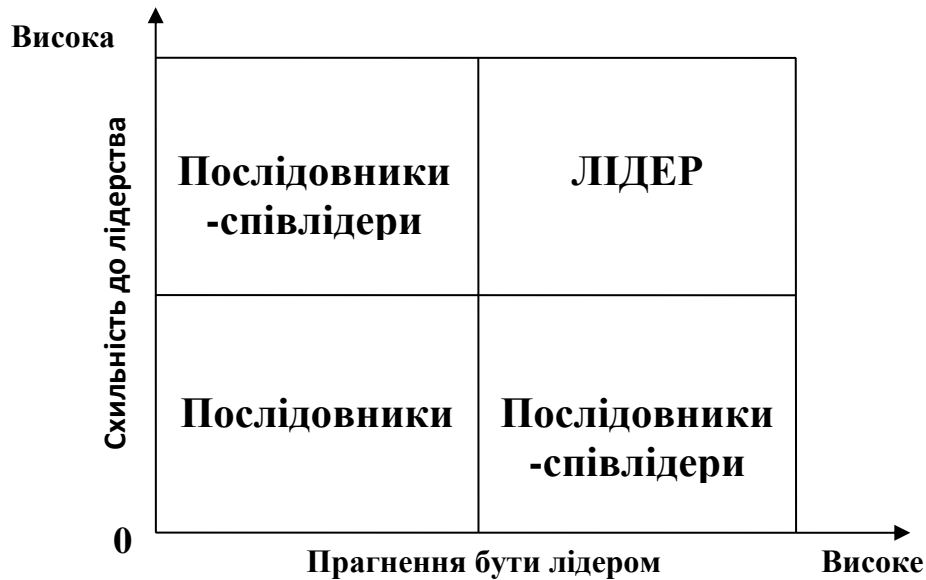 Висока
Схильність до лідерства
Послідовники
-співлідери
ЛІДЕР
Послідовники
Послідовники
-співлідери
0
Прагнення бути лідером
Високе